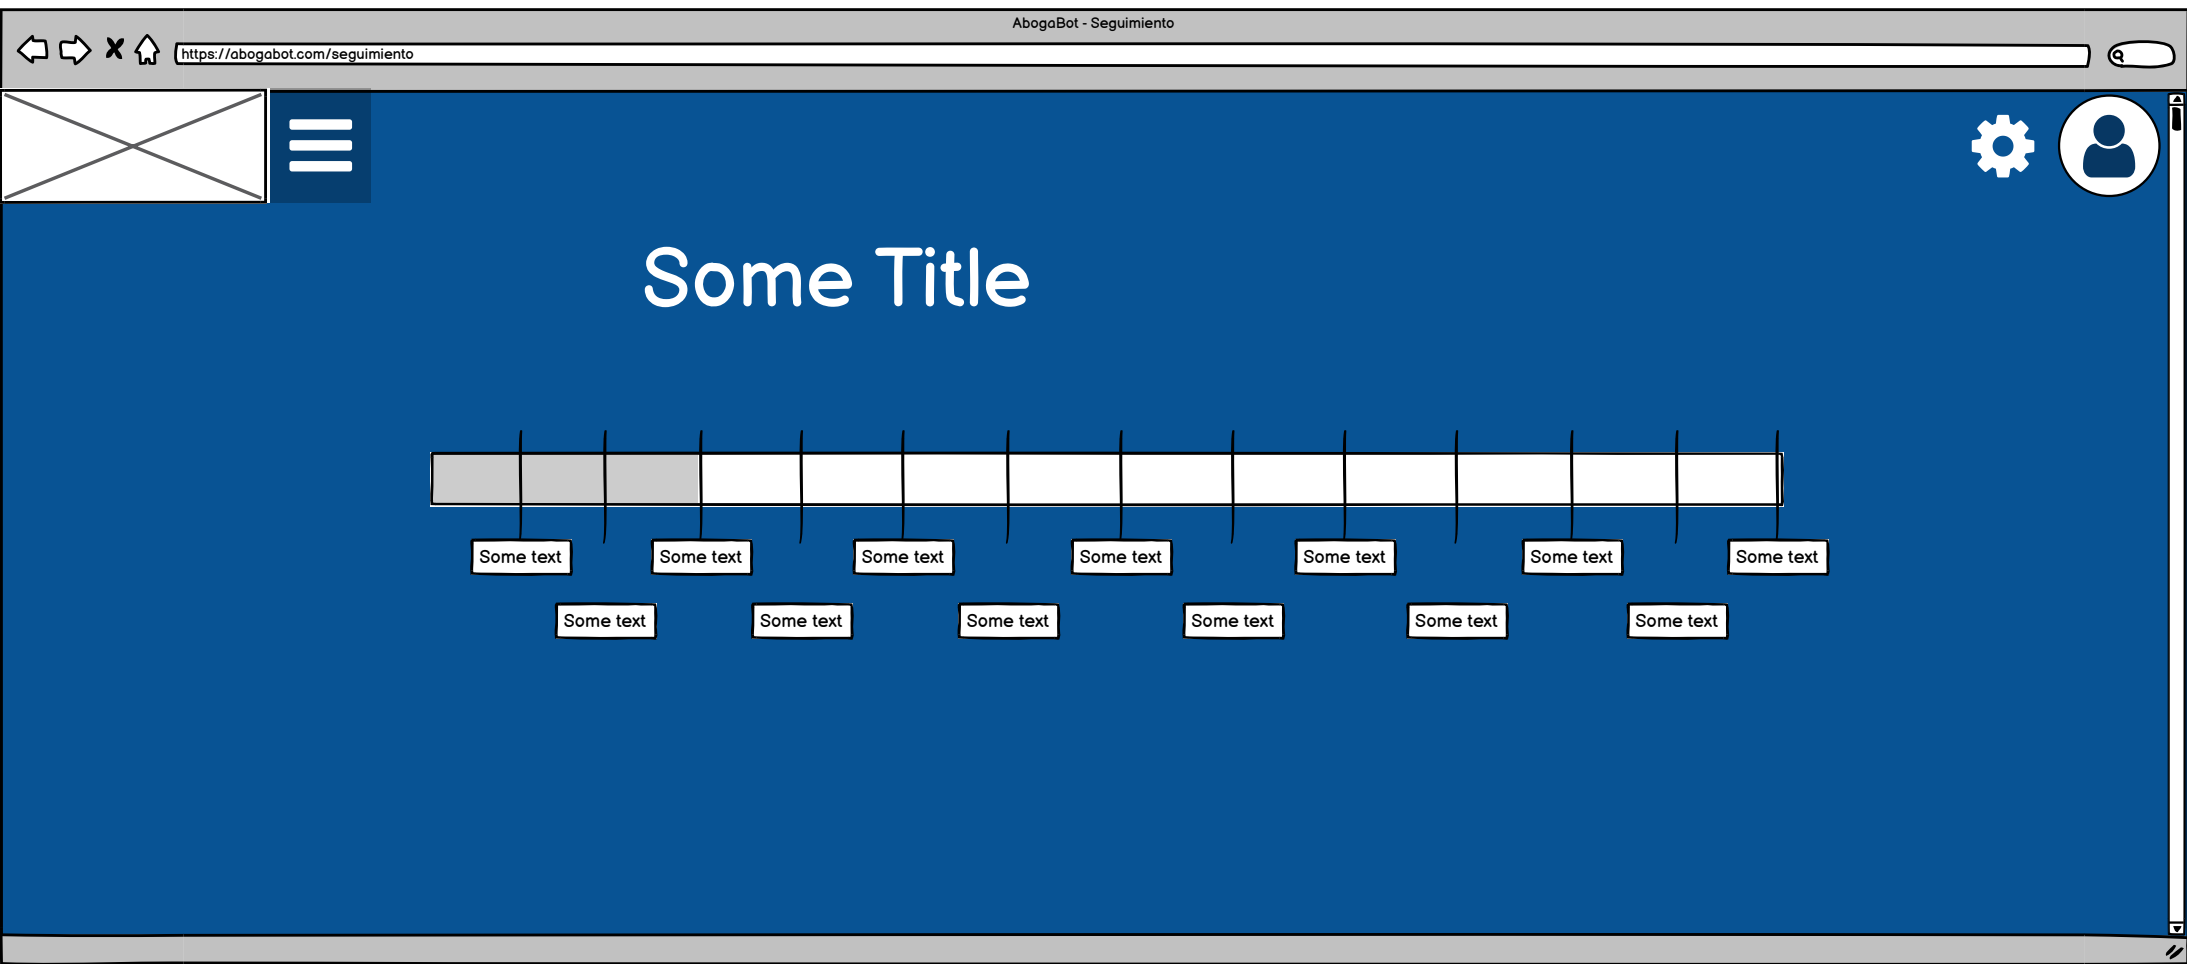 AbogaBot - Seguimiento
https://abogabot.com/seguimiento
Some Title
Some text Some text Some text Some text Some text Some text Some text
Some text Some text Some text Some text Some text Some text